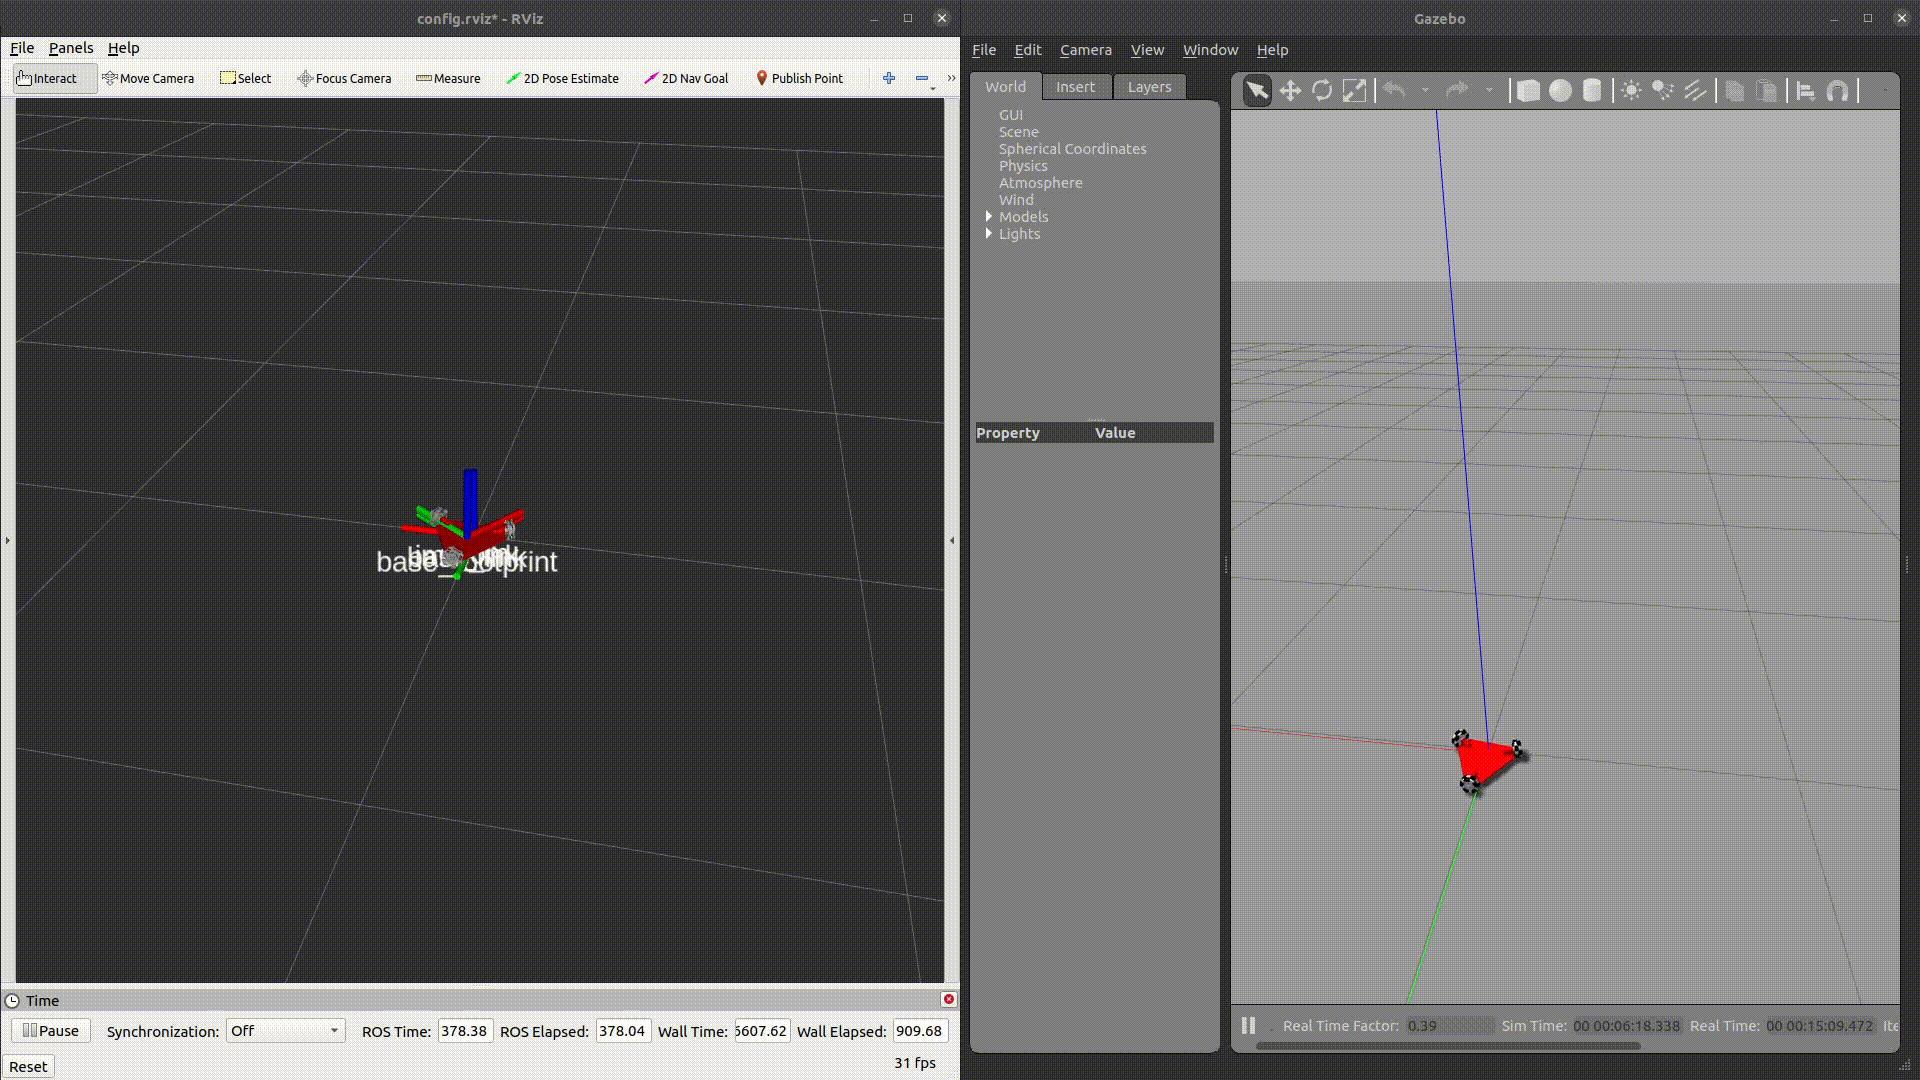 config.rviz* - RViz
File Panels Help
Interact Move Camera Select Focus Camera Measure 2D Pose Estimate 2D Nav Goal Publish Point
Time
Pause Synchronization: Off ROS Time: 378.38 ROS Elapsed: 378.04 Wall Time: 6607.62 Wall Elapsed: 909.68
Reset 31 fps
Gazebo
File Edit Camera View Window Help
World Insert Layers
GUI
Scene
Spherical Coordinates
Physics
Atmosphere
Wind
Models
Lights
Property Value
Real Time Factor: 0.39 Sim Time: 00 00:06:18.338 Real Time: 00 00:15:09.472